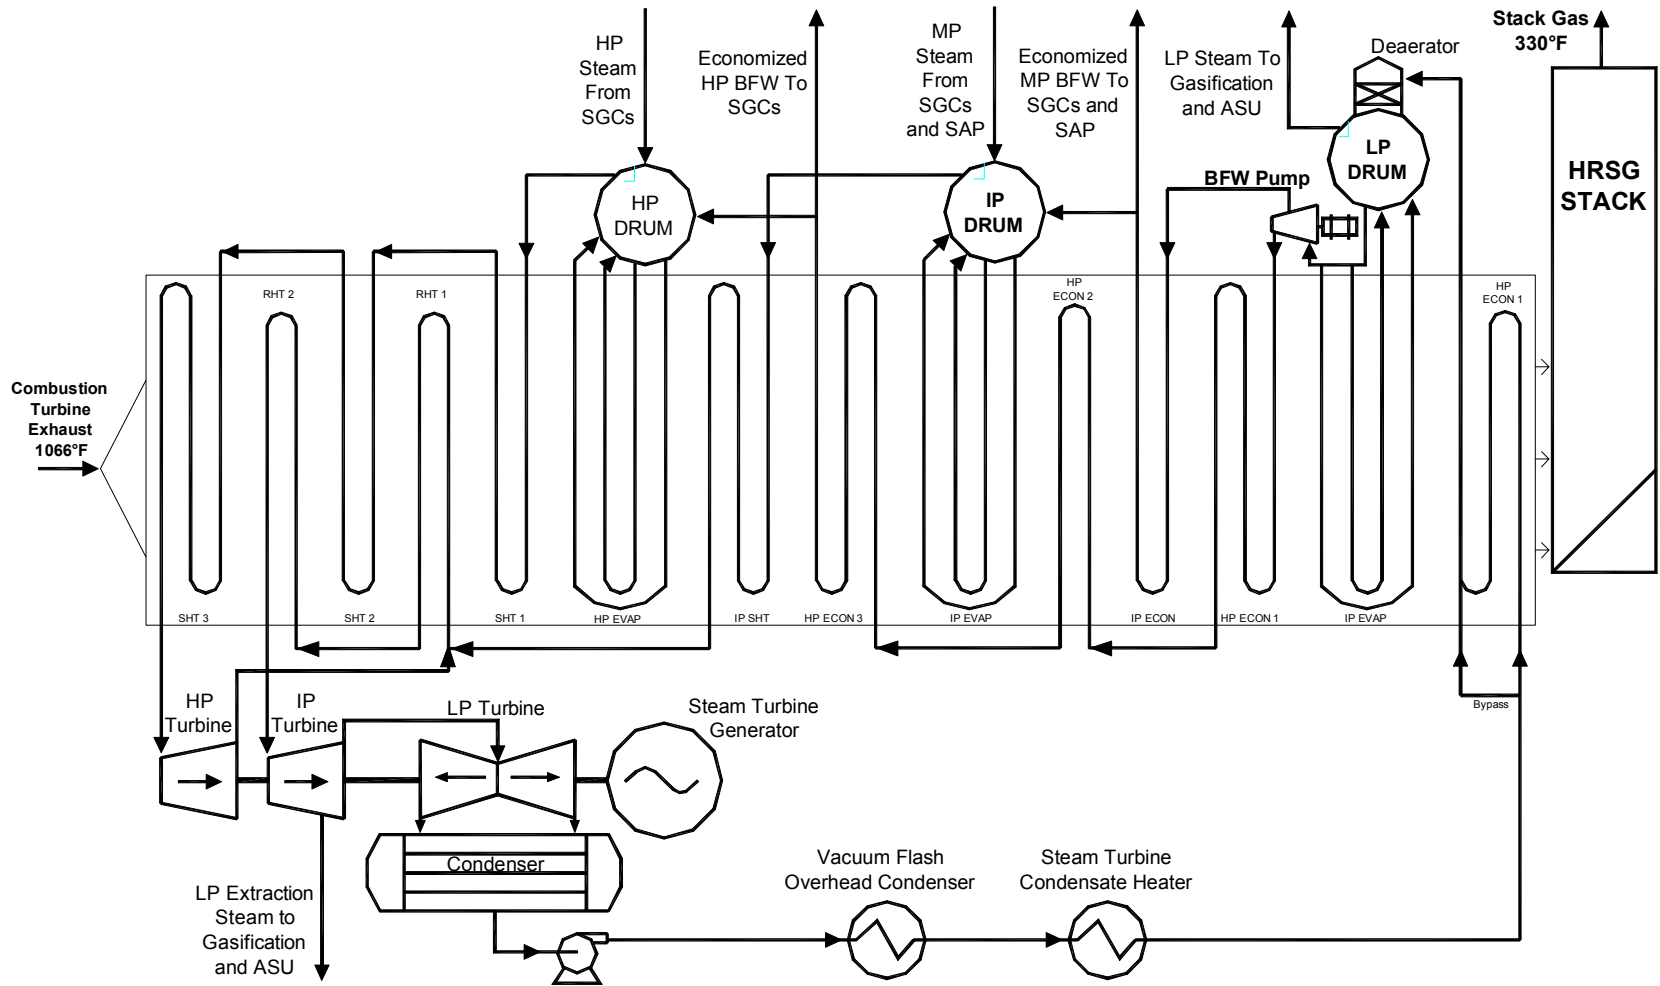 HP
Steam
From
SGCs
Economized
HP BFW To
SGCs
MP
Steam
From
SGCs
and SAP
Economized
MP BFW To
SGCs and
SAP
LP Steam To
Gasification
and ASU
Deaerator
Stack Gas
330°F
HP
DRUM
IP
DRUM
BFW Pump
LP
DRUM
HRSG
STACK
RHT 2
RHT 1
HP
ECON 2
HP
ECON 1
Combustion
Turbine
Exhaust
1066°F
SHT 3
SHT 2
SHT 1
HP EVAP
IP SHT
HP ECON 3
IP EVAP
IP ECON
HP ECON 1
IP EVAP
Bypass
HP
Turbine
IP
Turbine
LP Turbine
Steam Turbine
Generator
Condenser
Vacuum Flash
Overhead Condenser
Steam Turbine
Condensate Heater
LP Extraction
Steam to
Gasification
and ASU